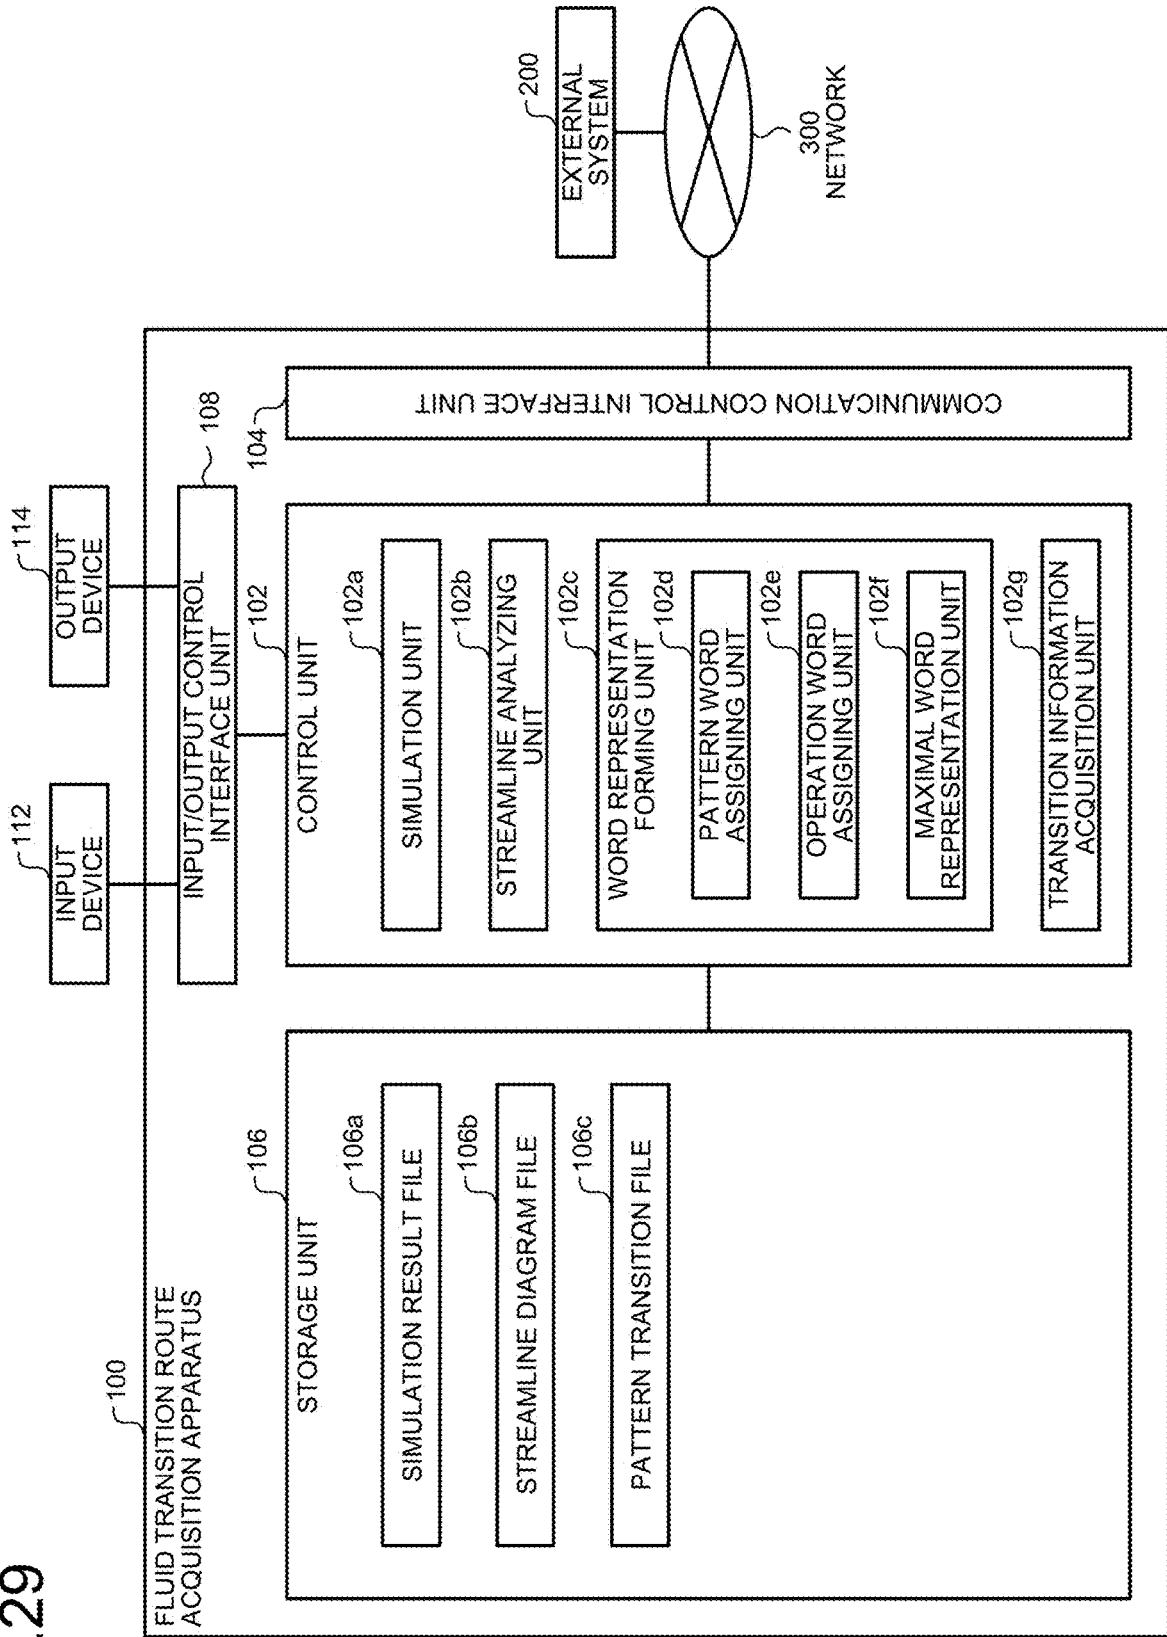 .29
100
FLUID TRANSITION ROUTE
ACQUISITION APPARATUS
112
INPUT
DEVICE
114
OUTPUT
DEVICE
108
INPUT/OUTPUT CONTROL
INTERFACE UNIT
106
STORAGE UNIT
106a
SIMULATION RESULT FILE
106b
STREAMLINE DIAGRAM FILE
106c
PATTERN TRANSITION FILE
102
CONTROL UNIT
102a
SIMULATION UNIT
102b
STREAMLINE ANALYZING
UNIT
102c
WORD REPRESENTATION
FORMING UNIT
102d
PATTERN WORD
ASSIGNING UNIT
102e
OPERATION WORD
ASSIGNING UNIT
102f
MAXIMAL WORD
REPRESENTATION UNIT
102g
TRANSITION INFORMATION
ACQUISITION UNIT
104
COMMUNICATION CONTROL INTERFACE UNIT
200
EXTERNAL
SYSTEM
300
NETWORK